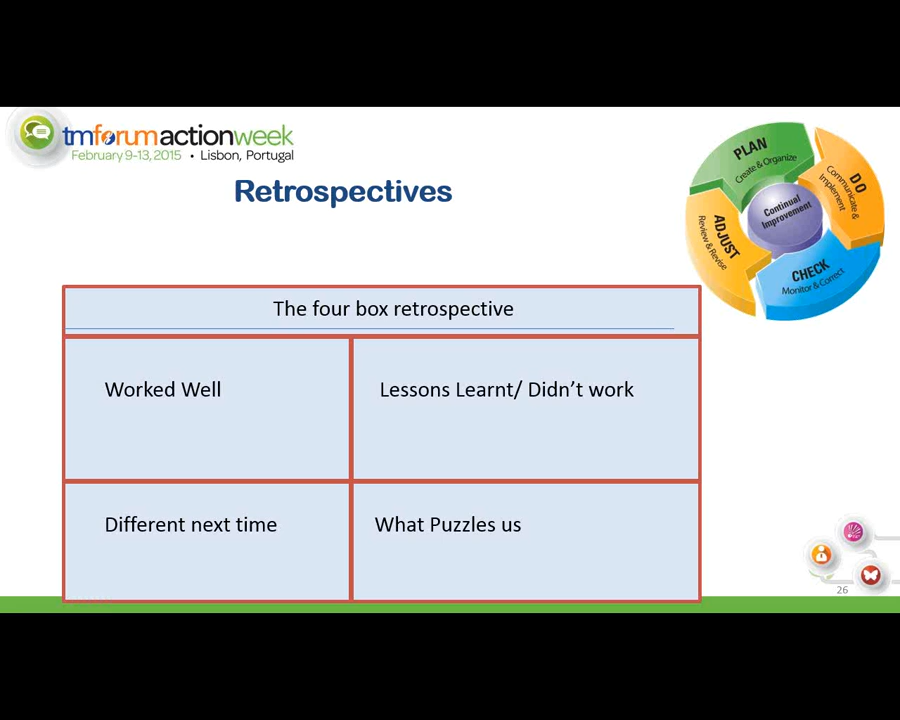 tmforumactionweek
February 9-13, 2015 • Lisbon, Portugal
Retrospectives
PLAN
Create & Organize
DO
Communicate &
Implement
CHECK
Monitor & Correct
ADJUST
Review & Revise
Continual
Improvement
The four box retrospective
Worked Well
Lessons Learnt/ Didn’t work
Different next time
What Puzzles us
26